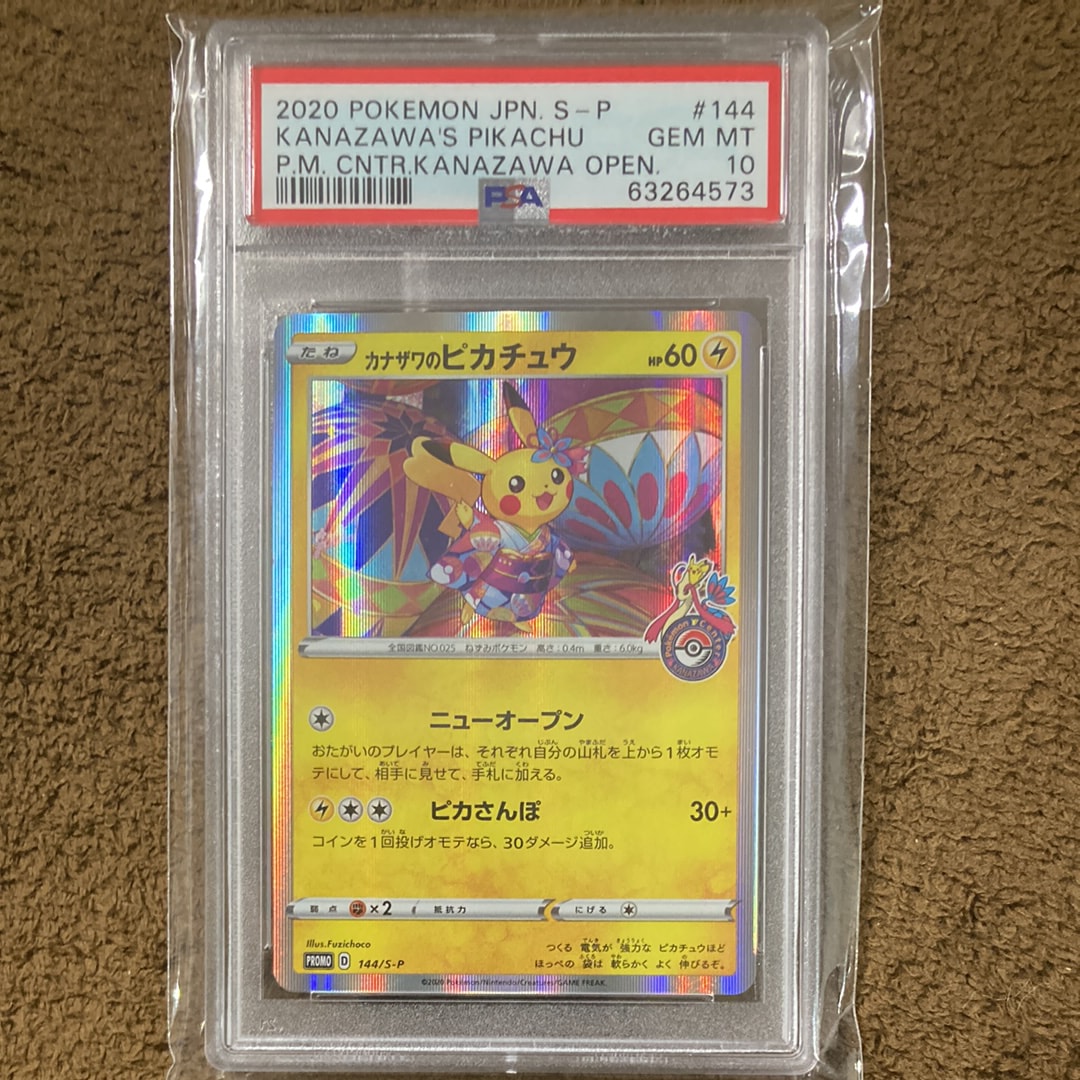 2020 POKEMON JPN. S-P #144
KANAZAWA'S PIKACHU GEM MT
P.M. CNTR.KANAZAWA OPEN. 10
PSA 63264573
たね カナザワのピカチュウ HP60
全国図鑑NO.025 ねずみポケモン 高さ:0.4m 重さ:6.0kg
Pokémon Center
KANAZAWA
ニューオープン
おたがいのプレイヤーは、それぞれ自分の山札を上から1枚オモ
テにして、相手に見せて、手札に加える。
ピカさんぽ 30+
コインを1回投げオモテなら、30ダメージ追加。
弱点 ×2 抵抗力 にげる
Illus.Fuzichoco
つくる 電気が 強力な ピカチュウほど
ほっぺの 袋は 軟らかく よく 伸びるぞ。
PROMO D 144/S-P
©2020 Pokémon/Nintendo/Creatures/GAME FREAK.